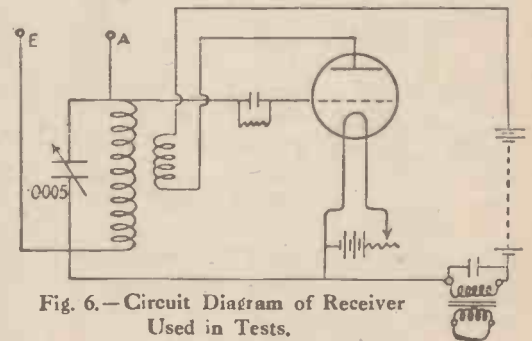 E
A
.0005
Fig. 6.—Circuit Diagram of Receiver
Used in Tests.